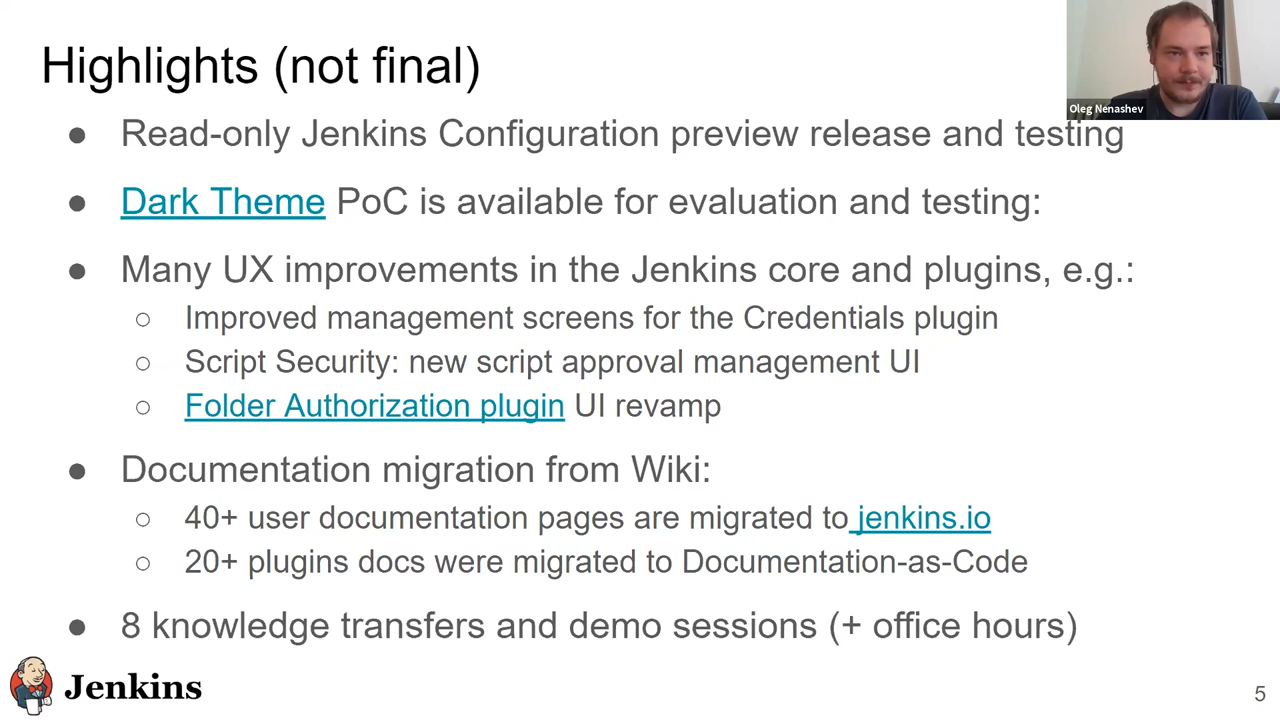 Highlights (not final)
Oleg Nenashev
● Read-only Jenkins Configuration preview release and testing
● Dark Theme PoC is available for evaluation and testing:
● Many UX improvements in the Jenkins core and plugins, e.g.:
○ Improved management screens for the Credentials plugin
○ Script Security: new script approval management UI
○ Folder Authorization plugin UI revamp
● Documentation migration from Wiki:
○ 40+ user documentation pages are migrated to jenkins.io
○ 20+ plugins docs were migrated to Documentation-as-Code
● 8 knowledge transfers and demo sessions (+ office hours)
Jenkins
5